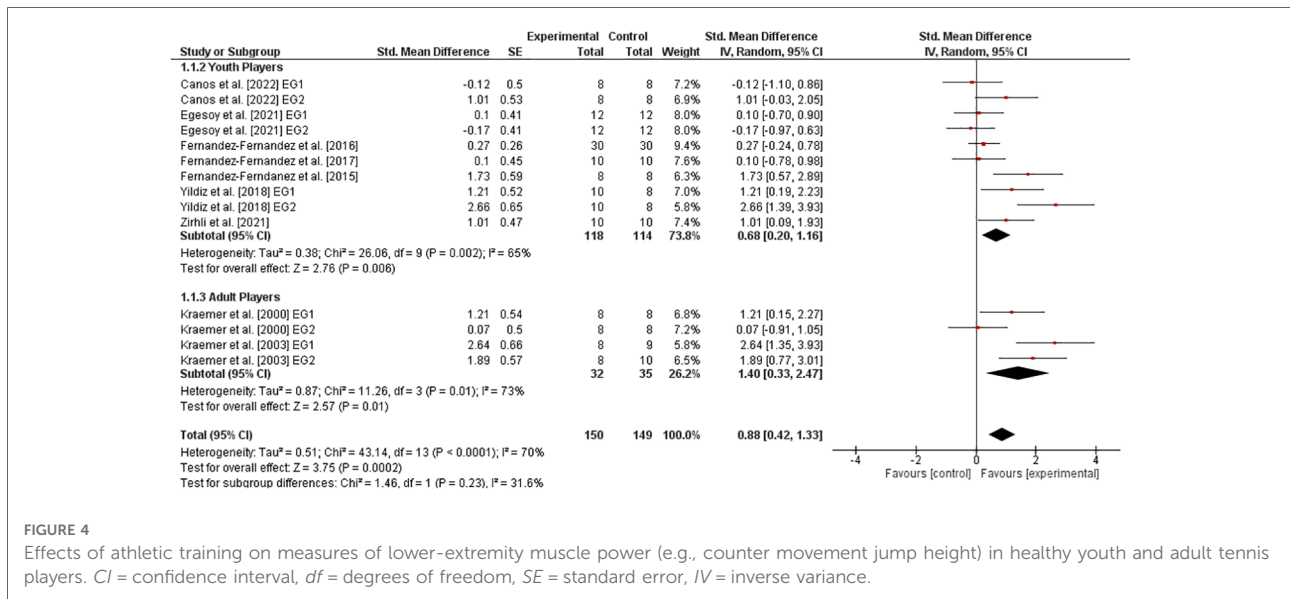 Experimental Control Std. Mean Difference Std. Mean Difference
Study or Subgroup Std. Mean Difference SE Total Total Weight IV, Random, 95% CI IV, Random, 95% CI
1.1.2 Youth Players
Canos et al. [2022] EG1 -0.12 0.5 8 8 7.2% -0.12 [-1.10, 0.86]
Canos et al. [2022] EG2 1.01 0.53 8 8 6.9% 1.01 [-0.03, 2.05]
Egesoy et al. [2021] EG1 0.1 0.41 12 12 8.0% 0.10 [-0.70, 0.90]
Egesoy et al. [2021] EG2 -0.17 0.41 12 12 8.0% -0.17 [-0.97, 0.63]
Fernandez-Fernandez et al. [2016] 0.27 0.26 30 30 9.4% 0.27 [-0.24, 0.78]
Fernandez-Fernandez et al. [2017] 0.1 0.45 10 10 7.6% 0.10 [-0.78, 0.98]
Fernandez-Ferndanez et al. [2015] 1.73 0.59 8 8 6.3% 1.73 [0.57, 2.89]
Yildiz et al. [2018] EG1 1.21 0.52 10 8 7.0% 1.21 [0.19, 2.23]
Yildiz et al. [2018] EG2 2.66 0.65 10 8 5.8% 2.66 [1.39, 3.93]
Zirhli et al. [2021] 1.01 0.47 10 10 7.4% 1.01 [0.09, 1.93]
Subtotal (95% CI) 118 114 73.8% 0.68 [0.20, 1.16]
Heterogeneity: Tau² = 0.38; Chi² = 26.06, df = 9 (P = 0.002); I² = 65%
Test for overall effect: Z = 2.76 (P = 0.006)
1.1.3 Adult Players
Kraemer et al. [2000] EG1 1.21 0.54 8 8 6.8% 1.21 [0.15, 2.27]
Kraemer et al. [2000] EG2 0.07 0.5 8 8 7.2% 0.07 [-0.91, 1.05]
Kraemer et al. [2003] EG1 2.64 0.66 8 9 5.8% 2.64 [1.35, 3.93]
Kraemer et al. [2003] EG2 1.89 0.57 8 10 6.5% 1.89 [0.77, 3.01]
Subtotal (95% CI) 32 35 26.2% 1.40 [0.33, 2.47]
Heterogeneity: Tau² = 0.87; Chi² = 11.26, df = 3 (P = 0.01); I² = 73%
Test for overall effect: Z = 2.57 (P = 0.01)
Total (95% CI) 150 149 100.0% 0.88 [0.42, 1.33]
Heterogeneity: Tau² = 0.51; Chi² = 43.14, df = 13 (P < 0.0001); I² = 70%
Test for overall effect: Z = 3.75 (P = 0.0002)
Test for subgroup differences: Chi² = 1.46, df = 1 (P = 0.23), I² = 31.6%
-4 -2 0 2 4
Favours [control] Favours [experimental]
FIGURE 4
Effects of athletic training on measures of lower-extremity muscle power (e.g., counter movement jump height) in healthy youth and adult tennis
players. CI = confidence interval, df = degrees of freedom, SE = standard error, IV = inverse variance.